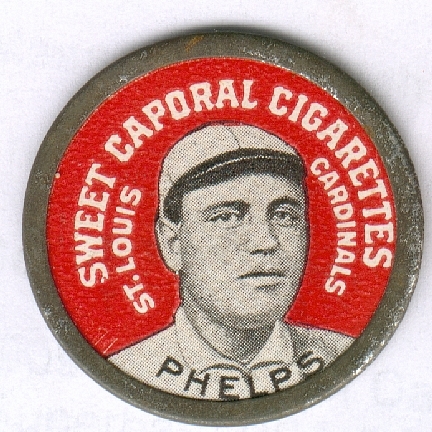 SWEET CAPORAL CIGARETTES
ST. LOUIS
CARDINALS
PHELPS